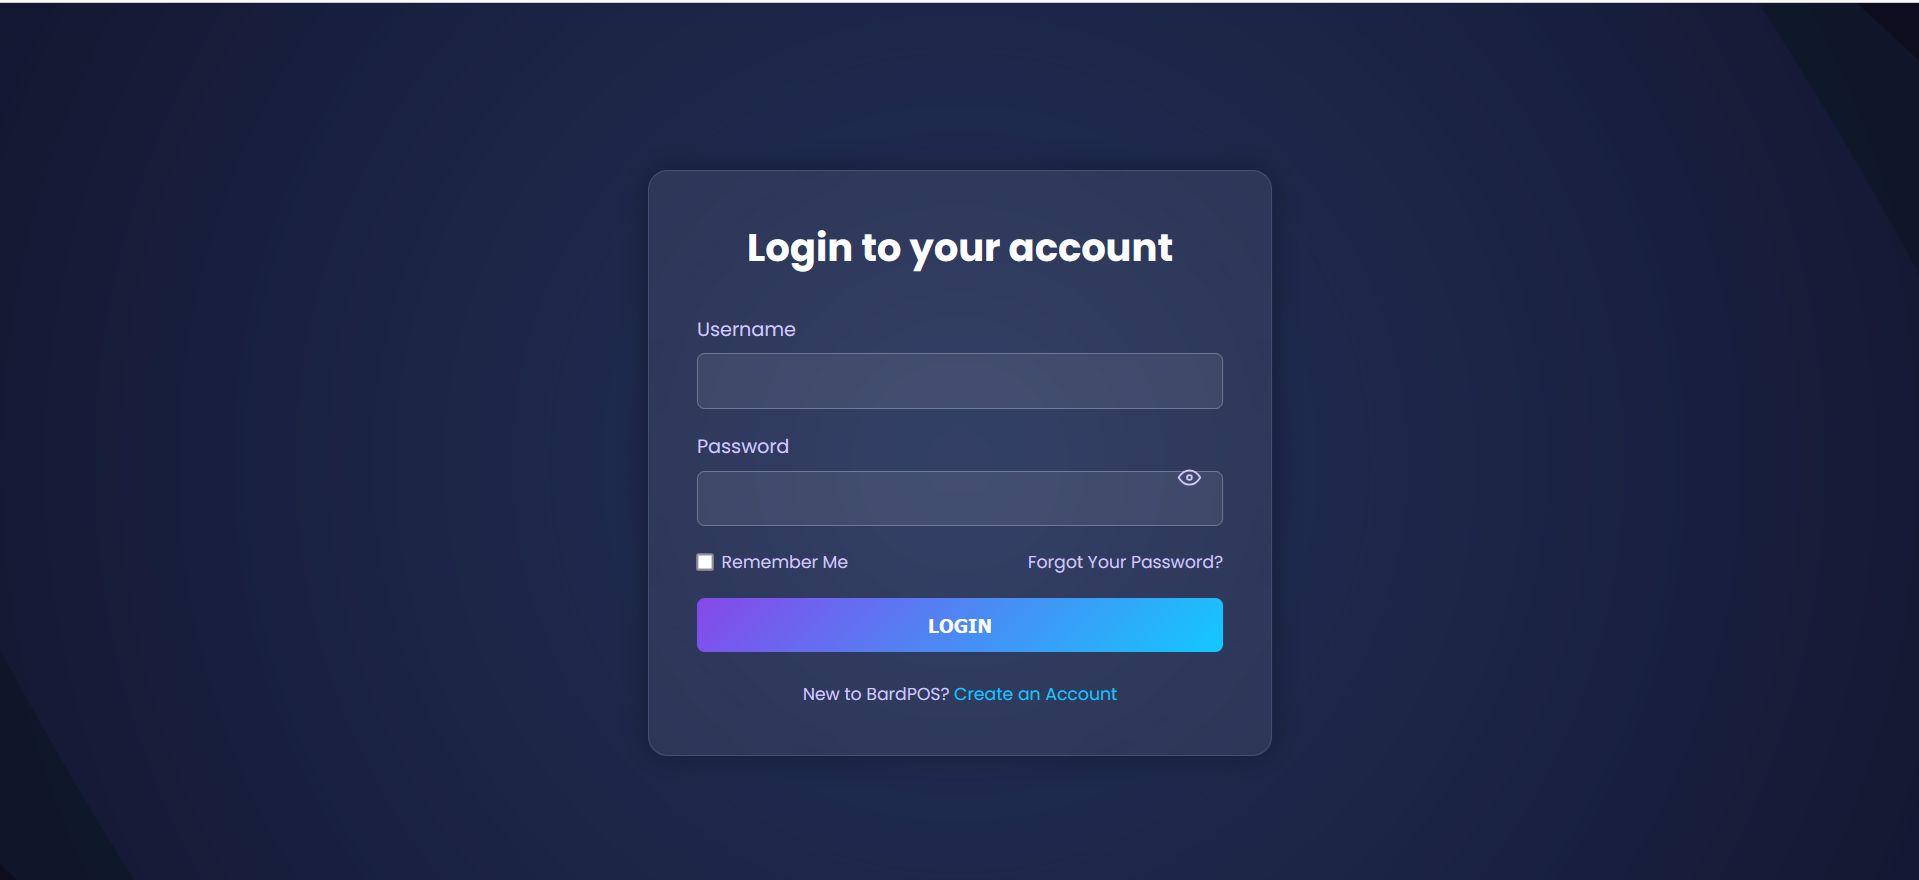 Login to your account
Username
Password
Remember Me Forgot Your Password?
LOGIN
New to BardPOS? Create an Account